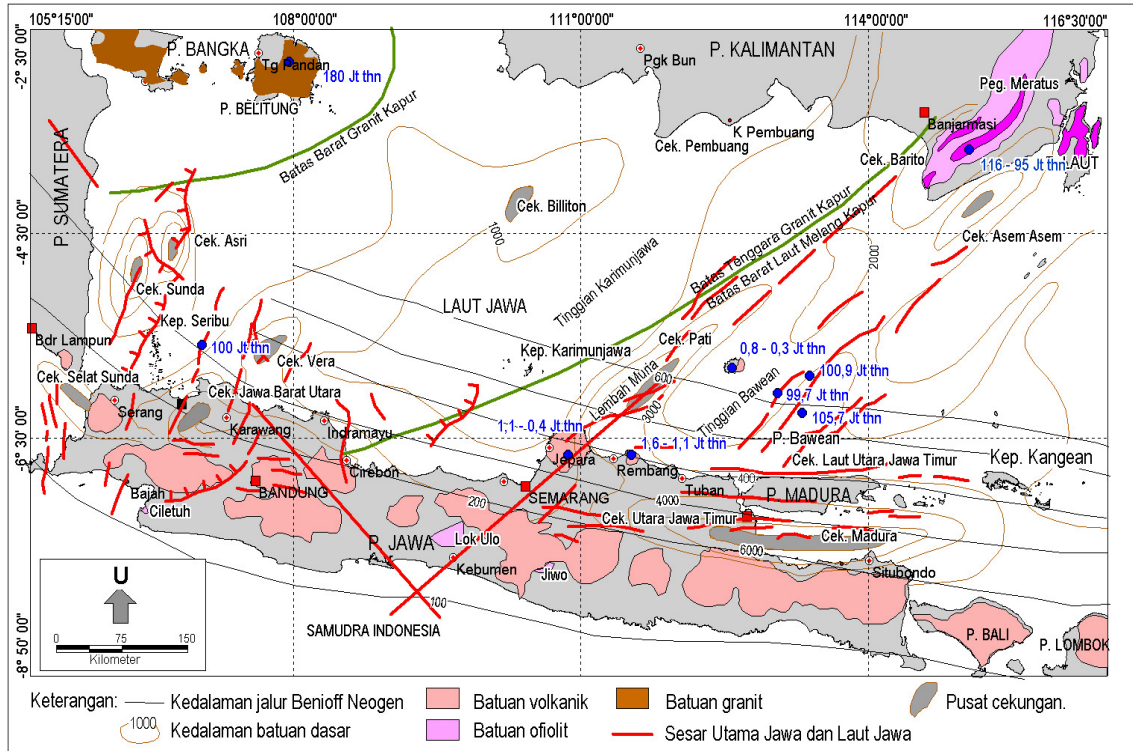 105°15'00"
108°00'00"
111°00'00"
114°00'00"
116°30'00"
-2° 30' 00"
P. BANGKA
Tg Pandan
180 Jt thn
P. BELITUNG
Pgk Bun
P. KALIMANTAN
Peg. Meratus
Banjarmasi
K Pembuang
Cek. Pembuang
Cek. Barito
LAUT
116 - 95 Jt thn
Batas Barat Granit Kapur
P. SUMATERA
Cek. Billiton
1000
-4° 30' 00"
Cek. Asri
Cek. Asem Asem
Batas Tenggara Granit Kapur
Batas Barat Laut Melang Kapur
2000
Cek. Sunda
Tinggian Karimunjawa
LAUT JAWA
Kep. Seribu
Bdr Lampun
100 Jt thn
Cek. Vera
Kep. Karimunjawa
Cek. Pati
0,8 - 0,3 Jt thn
Cek. Selat Sunda
Cek. Jawa Barat Utara
Lembah Muria
600
3000
Tinggian Bawean
100,9 Jt thn
99,7 Jt thn
105,7 Jt thn
Serang
Karawang
Indramayu
1,1 - 0,4 Jt thn
1,6 - 1,1 Jt thn
P. Bawean
30' 00"
Cirebon
Jepara
Rembang
Cek. Laut Utara Jawa Timur
Kep. Kangean
Bajah
BANDUNG
SEMARANG
Tuban
400
P. MADURA
Ciletuh
200
4000
Cek. Utara Jawa Timur
P. JAWA
Lok Ulo
Cek. Madura
6000
Kebumen
Jiwo
Situbondo
U
100
0 75 150
Kilometer
SAMUDRA INDONESIA
P. BALI
P. LOMBOK
-8° 50' 00"
Keterangan:
Kedalaman jalur Benioff Neogen
Batuan volkanik
Batuan granit
Pusat cekungan.
1000
Kedalaman batuan dasar
Batuan ofiolit
Sesar Utama Jawa dan Laut Jawa